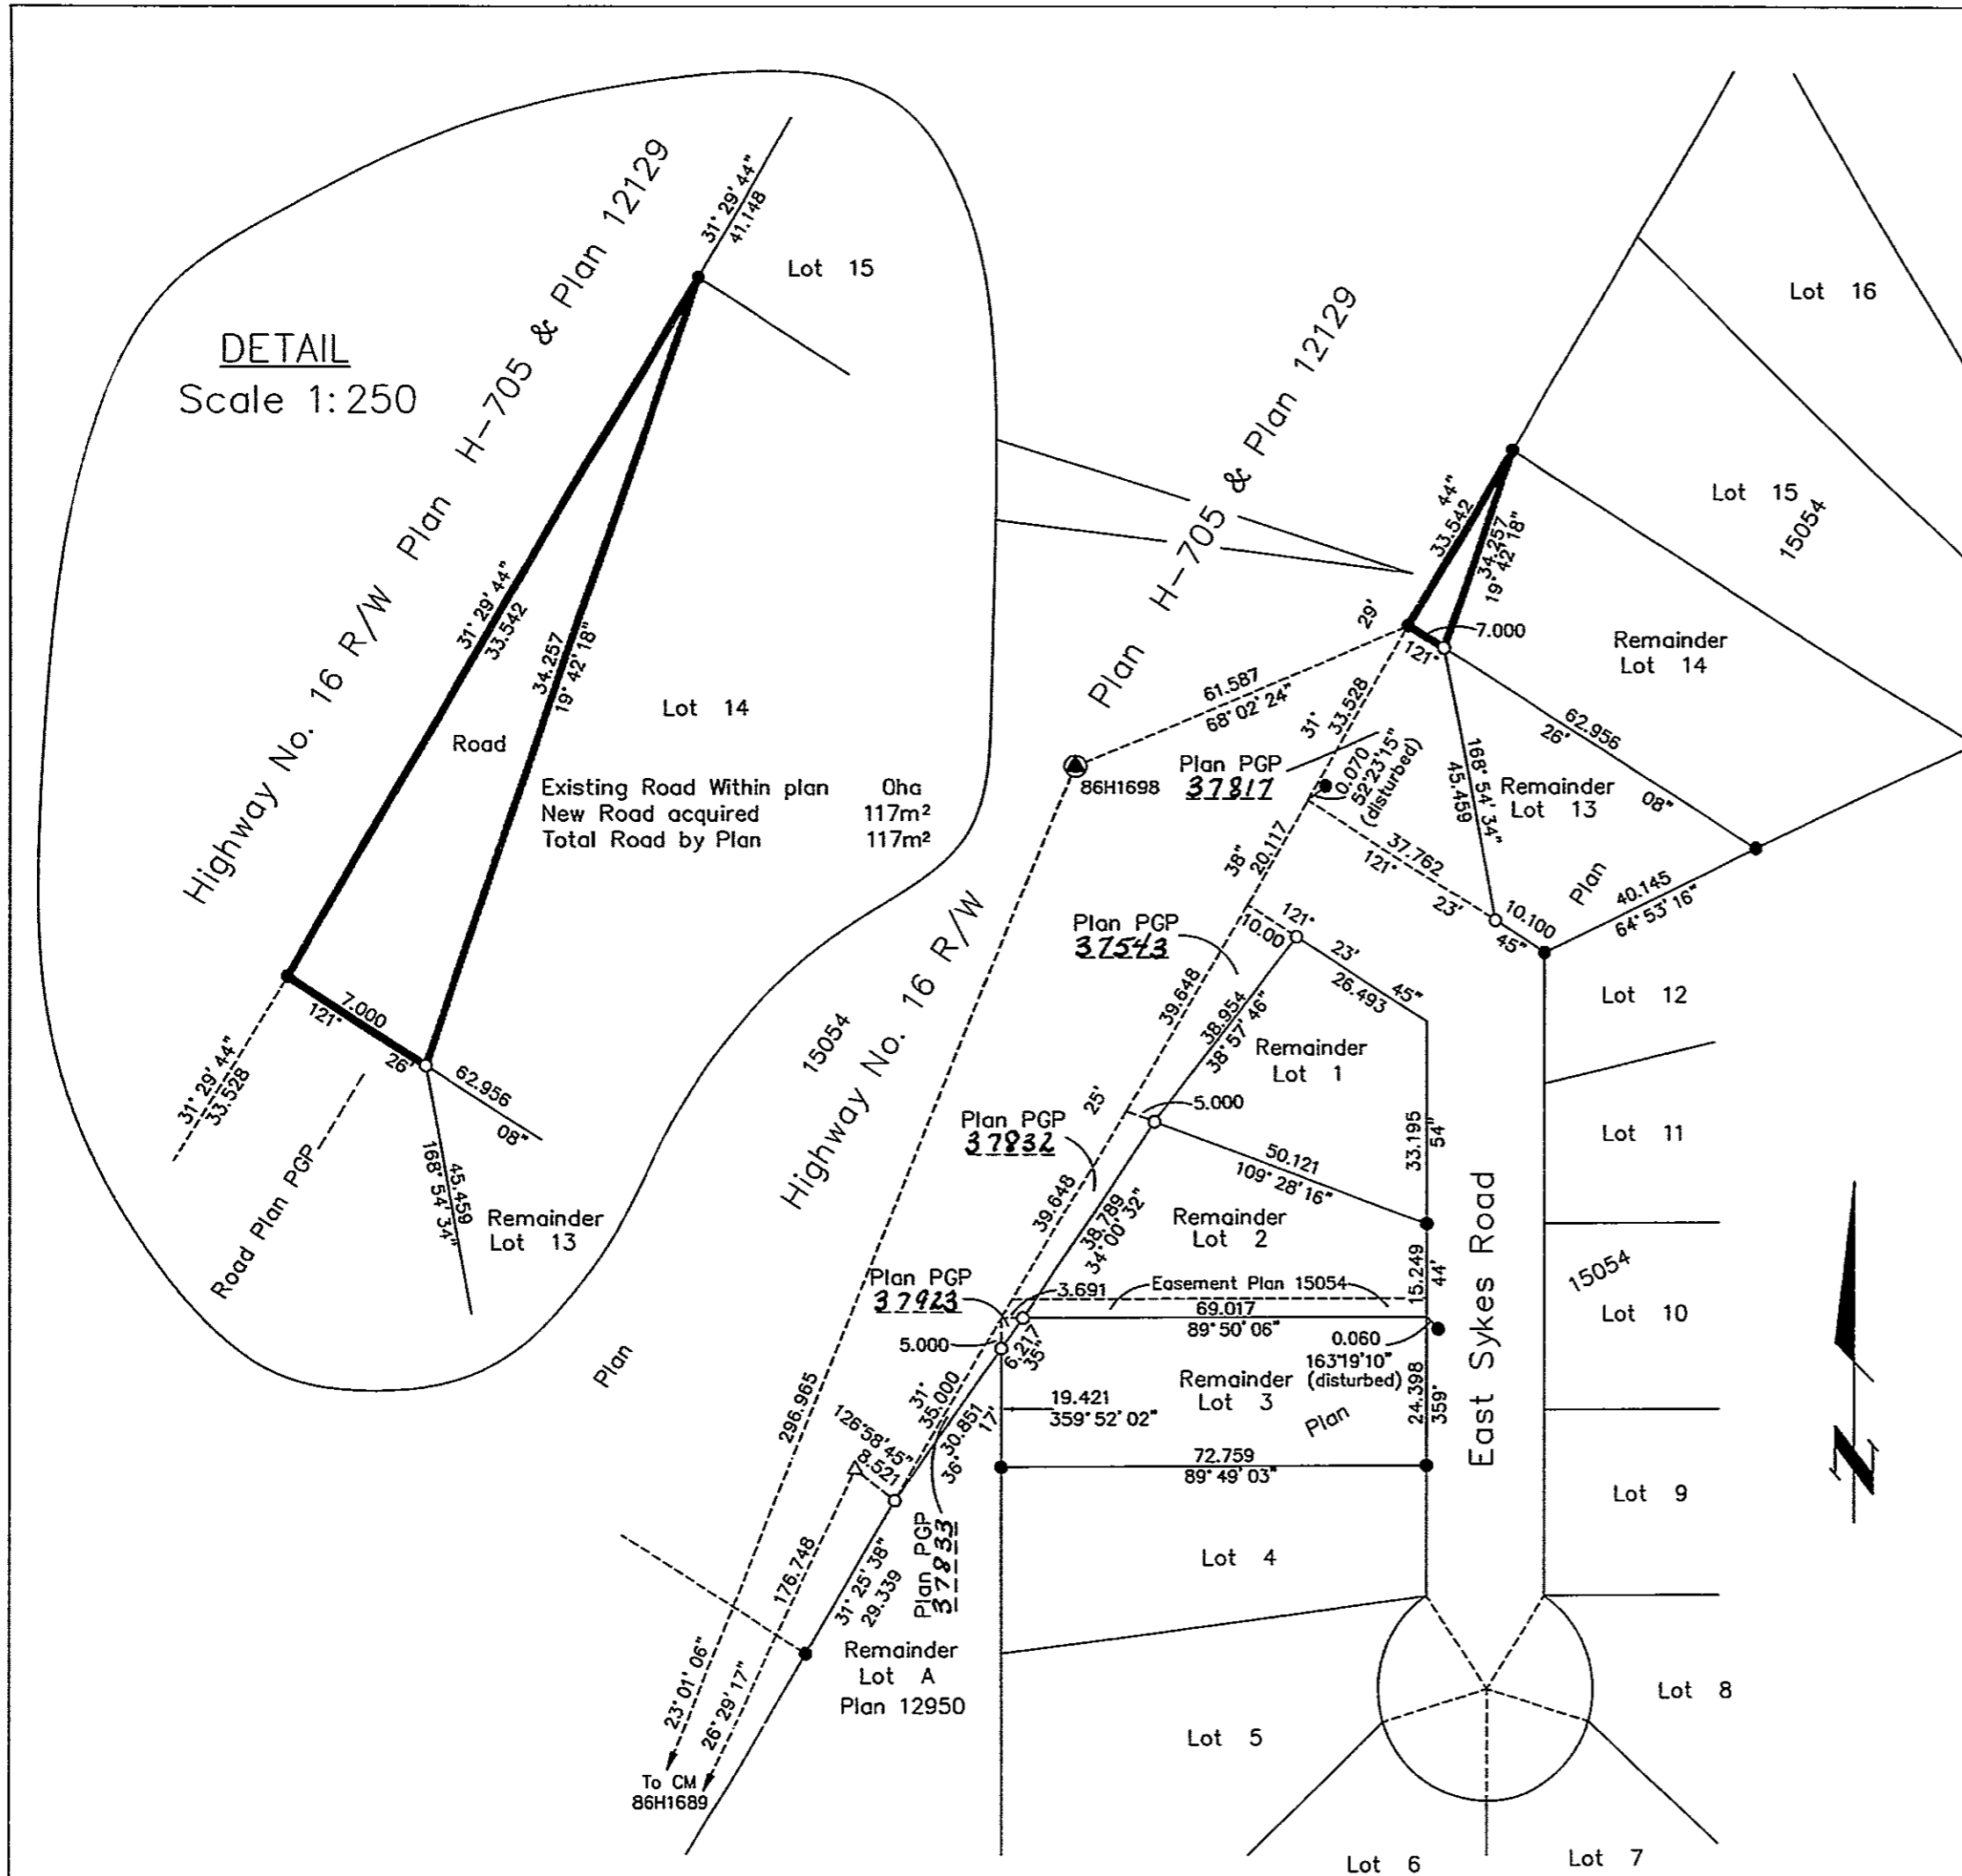 DETAIL
Scale 1:250
Highway No. 16 R/W Plan H-705 & Plan 12129
31° 29' 44"
41.148
Lot 15
31° 29' 44"
33.542
34.257
19° 42' 18"
Lot 14
Road
Existing Road Within plan 0ha
New Road acquired 117m²
Total Road by Plan 117m²
7.000
121° 26' 08"
62.956
31° 29' 44"
33.528
Road Plan PGP
168° 54' 34"
45.459
Remainder
Lot 13
Plan H-705 & Plan 12129
Highway No. 16 R/W
15054
Plan
Lot 16
Lot 15
15054
44"
33.542
34.257
19° 42' 18"
29'
7.000
121°
Remainder
Lot 14
61.587
68° 02' 24"
31°
33.528
62.956
26'
08"
86H1698
Plan PGP
37817
0.070
52°23'15"
(disturbed)
168° 54' 34"
45.459
Remainder
Lot 13
38"
20.117
37.762
121°
23'
10.100
45"
Plan
40.145
64° 53' 16"
Plan PGP
37543
121°
10.00
23'
26.493
45"
39.648
38.954
38° 57' 46"
Remainder
Lot 1
Lot 12
25'
5.000
Plan PGP
37832
33.195
54"
Lot 11
50.121
109° 28' 16"
39.648
38.789
34° 00' 32"
Remainder
Lot 2
East Sykes Road
15054
Lot 10
Plan PGP
37923
3.691
Easement Plan 15054
15.249
44'
69.017
89° 50' 06"
5.000
6.217
35"
0.060
163°19'10"
(disturbed)
Remainder
Lot 3
Plan
24.398
359°
19.421
359° 52' 02"
31°
35.000
30.851
17'
36°
126° 58' 45"
8.521
72.759
89° 49' 03"
Lot 9
296.965
176.748
Plan PGP
37833
Lot 4
31° 25' 38"
29.339
Remainder
Lot A
Plan 12950
23° 01' 06"
26° 29' 17"
To CM
86H1689
Lot 8
Lot 5
Lot 6
Lot 7
N